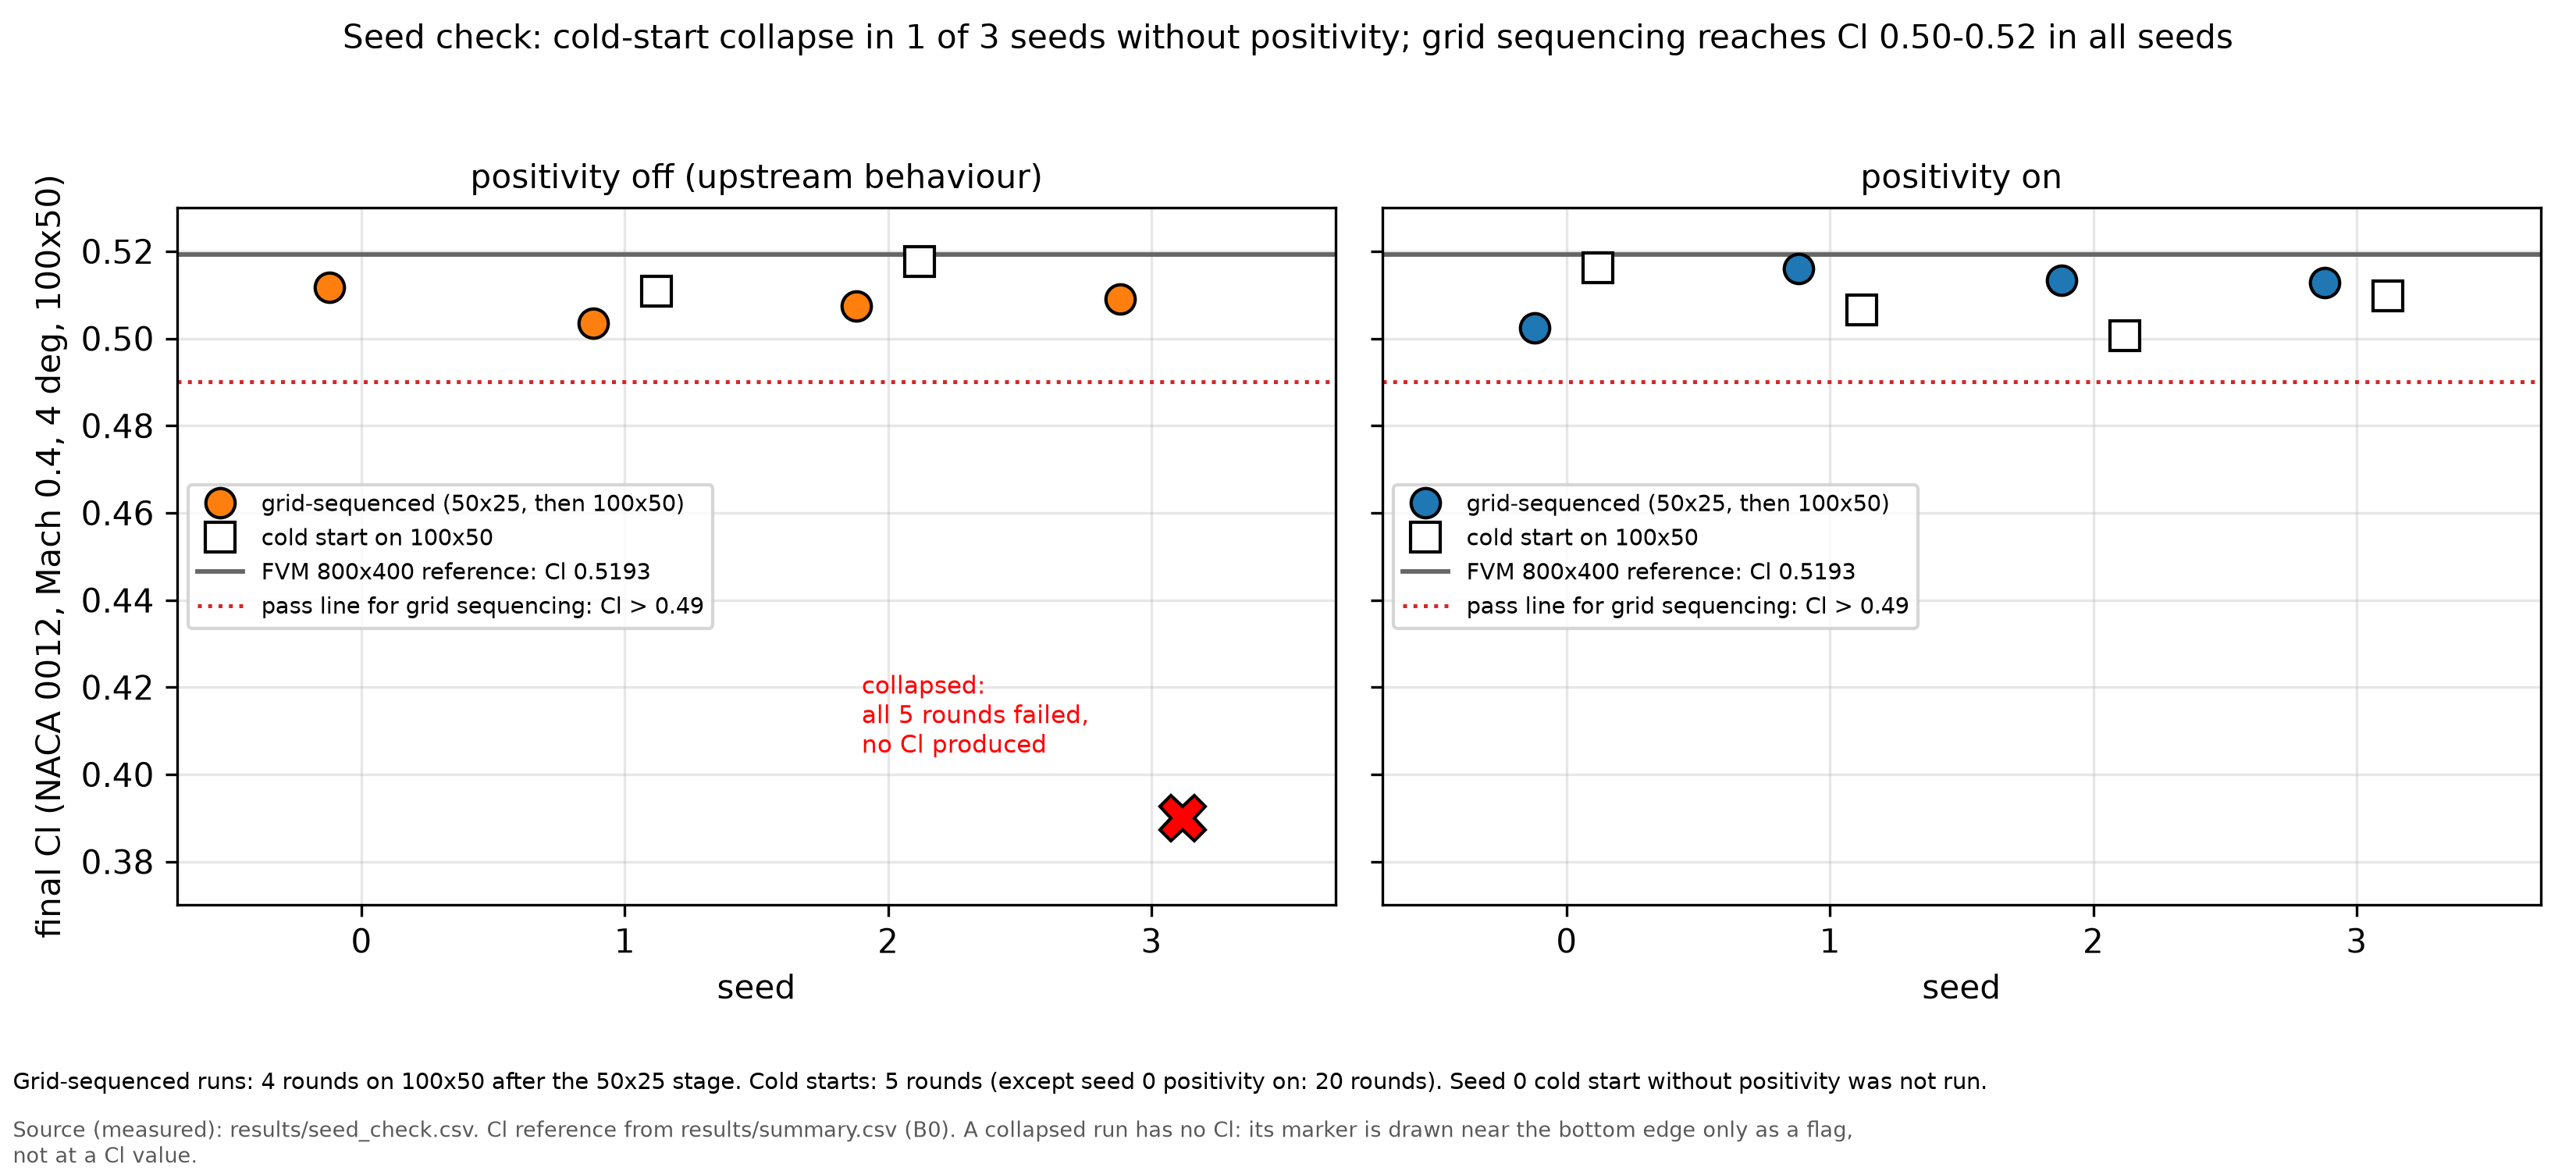 Seed check: cold-start collapse in 1 of 3 seeds without positivity; grid sequencing reaches Cl 0.50-0.52 in all seeds
positivity off (upstream behaviour)
final Cl (NACA 0012, Mach 0.4, 4 deg, 100x50)
0.52
0.50
0.48
0.46
0.44
0.42
0.40
0.38
grid-sequenced (50x25, then 100x50)
cold start on 100x50
FVM 800x400 reference: Cl 0.5193
pass line for grid sequencing: Cl > 0.49
collapsed:
all 5 rounds failed,
no Cl produced
0 1 2 3
seed
positivity on
grid-sequenced (50x25, then 100x50)
cold start on 100x50
FVM 800x400 reference: Cl 0.5193
pass line for grid sequencing: Cl > 0.49
0 1 2 3
seed
Grid-sequenced runs: 4 rounds on 100x50 after the 50x25 stage. Cold starts: 5 rounds (except seed 0 positivity on: 20 rounds). Seed 0 cold start without positivity was not run.
Source (measured): results/seed_check.csv. Cl reference from results/summary.csv (B0). A collapsed run has no Cl: its marker is drawn near the bottom edge only as a flag,
not at a Cl value.